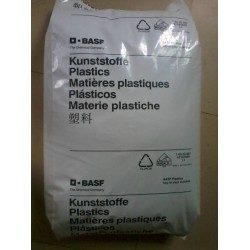 BASF
The Chemical Company
Kunststoffe
Plastics
Matières plastiques
Plásticos
Materie plastiche
塑料
BASF
The Chemical Company
Kunststoffe
Plastics
Matières plastiques
Plásticos